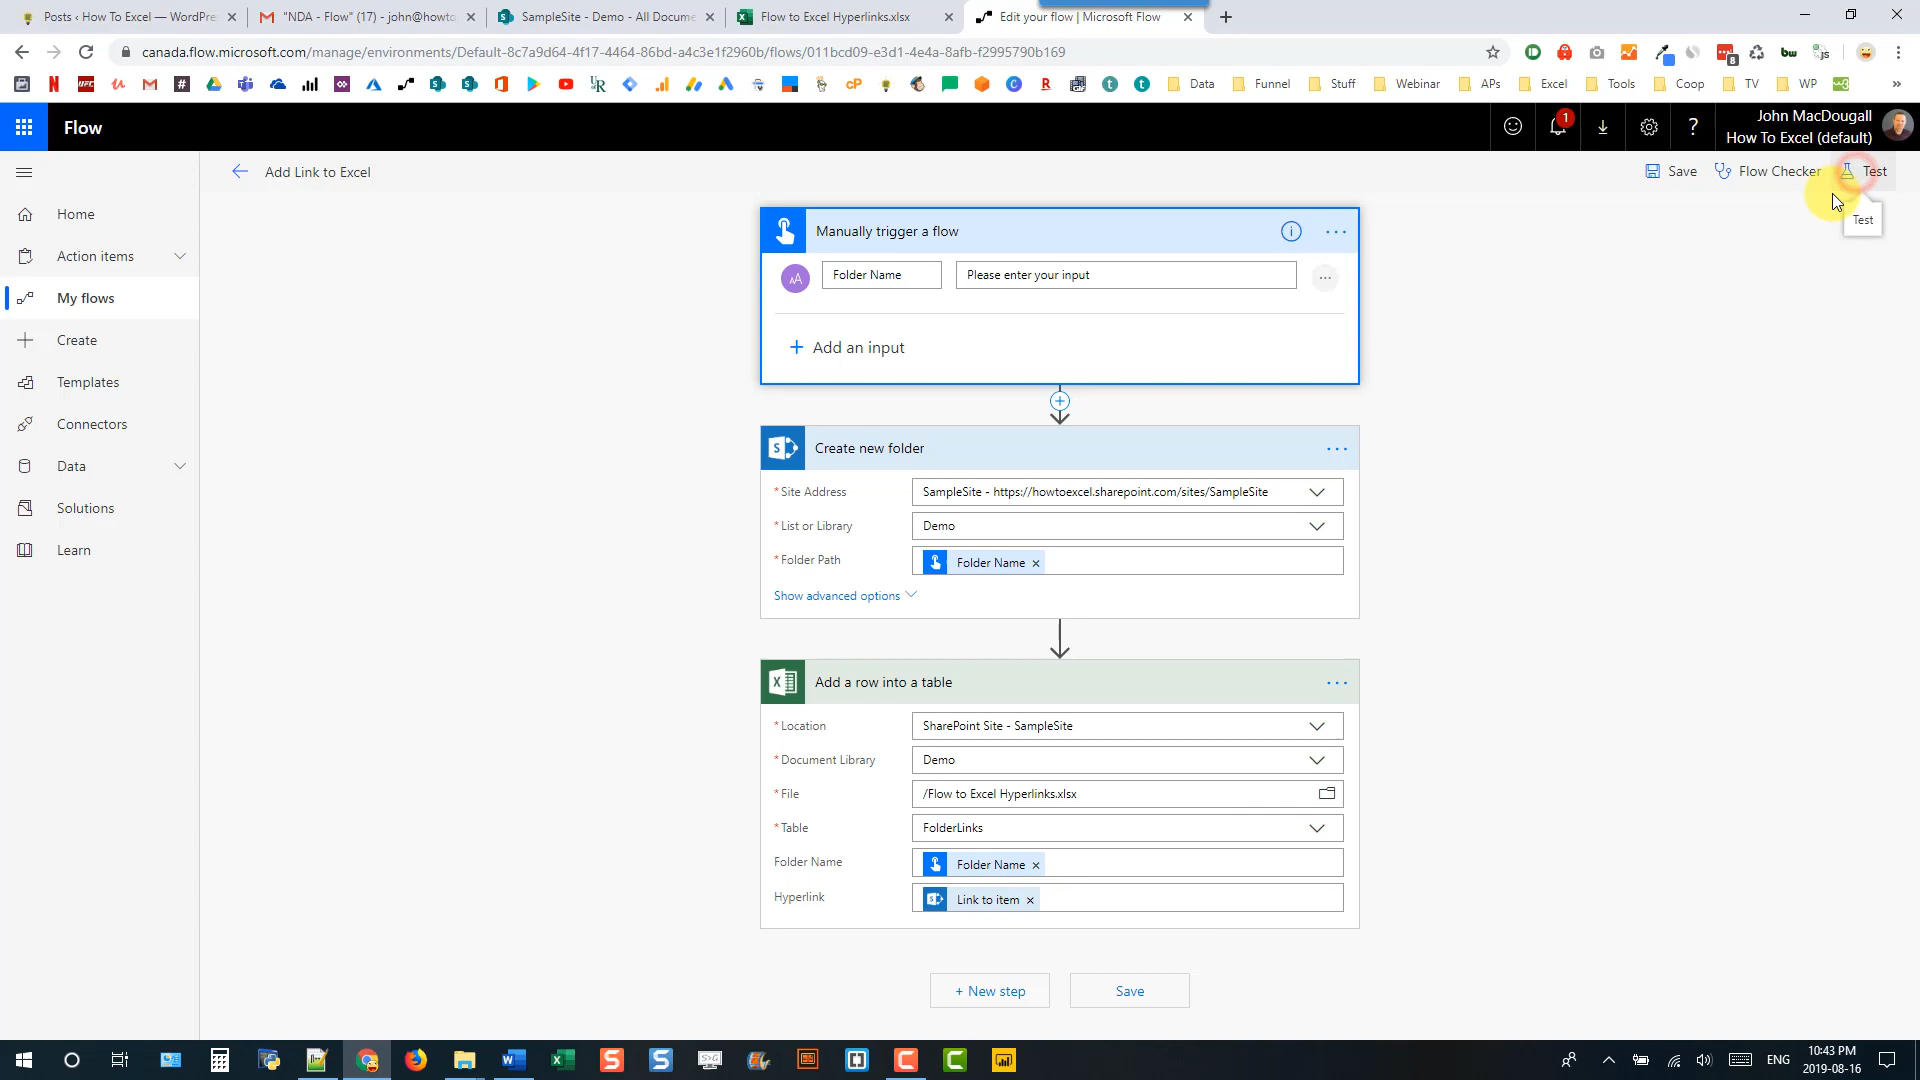 Posts ‹ How To Excel — WordPre
"NDA - Flow" (17) - john@howto
SampleSite - Demo - All Docume
Flow to Excel Hyperlinks.xlsx
Edit your flow | Microsoft Flow
canada.flow.microsoft.com/manage/environments/Default-8c7a9d64-4f17-4464-86bd-a4c3e1f2960b/flows/011bcd09-e3d1-4e4a-8afb-f2995790b169
Data
Funnel
Stuff
Webinar
APIs
Excel
Tools
Coop
TV
WP
Flow
1
John MacDougall
How To Excel (default)
Add Link to Excel
Save
Flow Checker
Test
Test
Home
Action items
My flows
Create
Templates
Connectors
Data
Solutions
Learn
Manually trigger a flow
Folder Name
Please enter your input
+ Add an input
Create new folder
* Site Address
SampleSite - https://howtoexcel.sharepoint.com/sites/SampleSite
* List or Library
Demo
* Folder Path
Folder Name ×
Show advanced options
Add a row into a table
* Location
SharePoint Site - SampleSite
* Document Library
Demo
* File
/Flow to Excel Hyperlinks.xlsx
* Table
FolderLinks
Folder Name
Folder Name ×
Hyperlink
Link to item ×
+ New step
Save
ENG
10:43 PM
2019-08-16